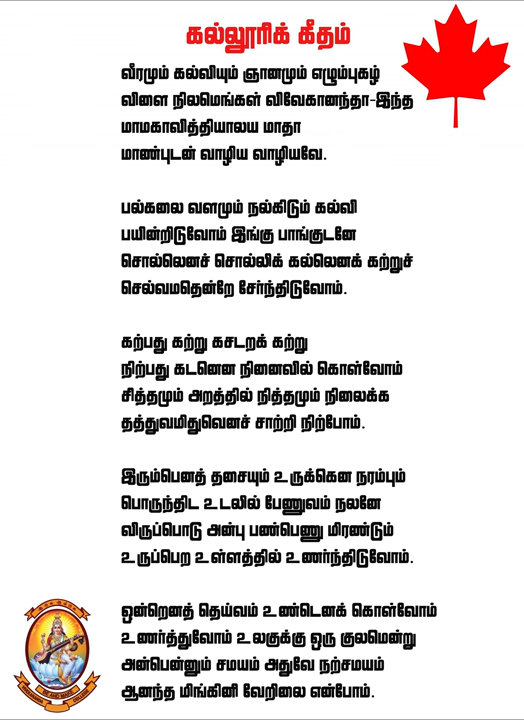 கல்லூரிக் கீதம்
வீரமும் கல்வியும் ஞானமும் எழும்புகழ்
விளை நிலமெங்கள் விவேகானந்தா-இந்த
மாமகாவித்தியாலய மாதா
மாண்புடன் வாழிய வாழியவே.
பல்கலை வளமும் நல்கிடும் கல்வி
பயின்றிடுவோம் இங்கு பாங்குடனே
சொல்லெனச் சொல்லிக் கல்லெனக் கற்றுச்
செல்வமதென்றே சேர்ந்திடுவோம்.
கற்பது கற்று கசடறக் கற்று
நிற்பது கடனென நினைவில் கொள்வோம்
சித்தமும் அறத்தில் நித்தமும் நிலைக்க
தத்துவமிதுவெனச் சாற்றி நிற்போம்.
இரும்பெனத் தசையும் உருக்கென நரம்பும்
பொருந்திட உடலில் பேணுவம் நலனே
விருப்பொடு அன்பு பண்பெணு மிரண்டும்
உருப்பெற உள்ளத்தில் உணர்ந்திடுவோம்.
ஒன்றெனத் தெய்வம் உண்டெனக் கொள்வோம்
உணர்த்துவோம் உலகுக்கு ஒரு குலமென்று
அன்பென்னும் சமயம் அதுவே நற்சமயம்
ஆனந்த மிங்கினி வேறிலை என்போம்.
BE AND MAKE